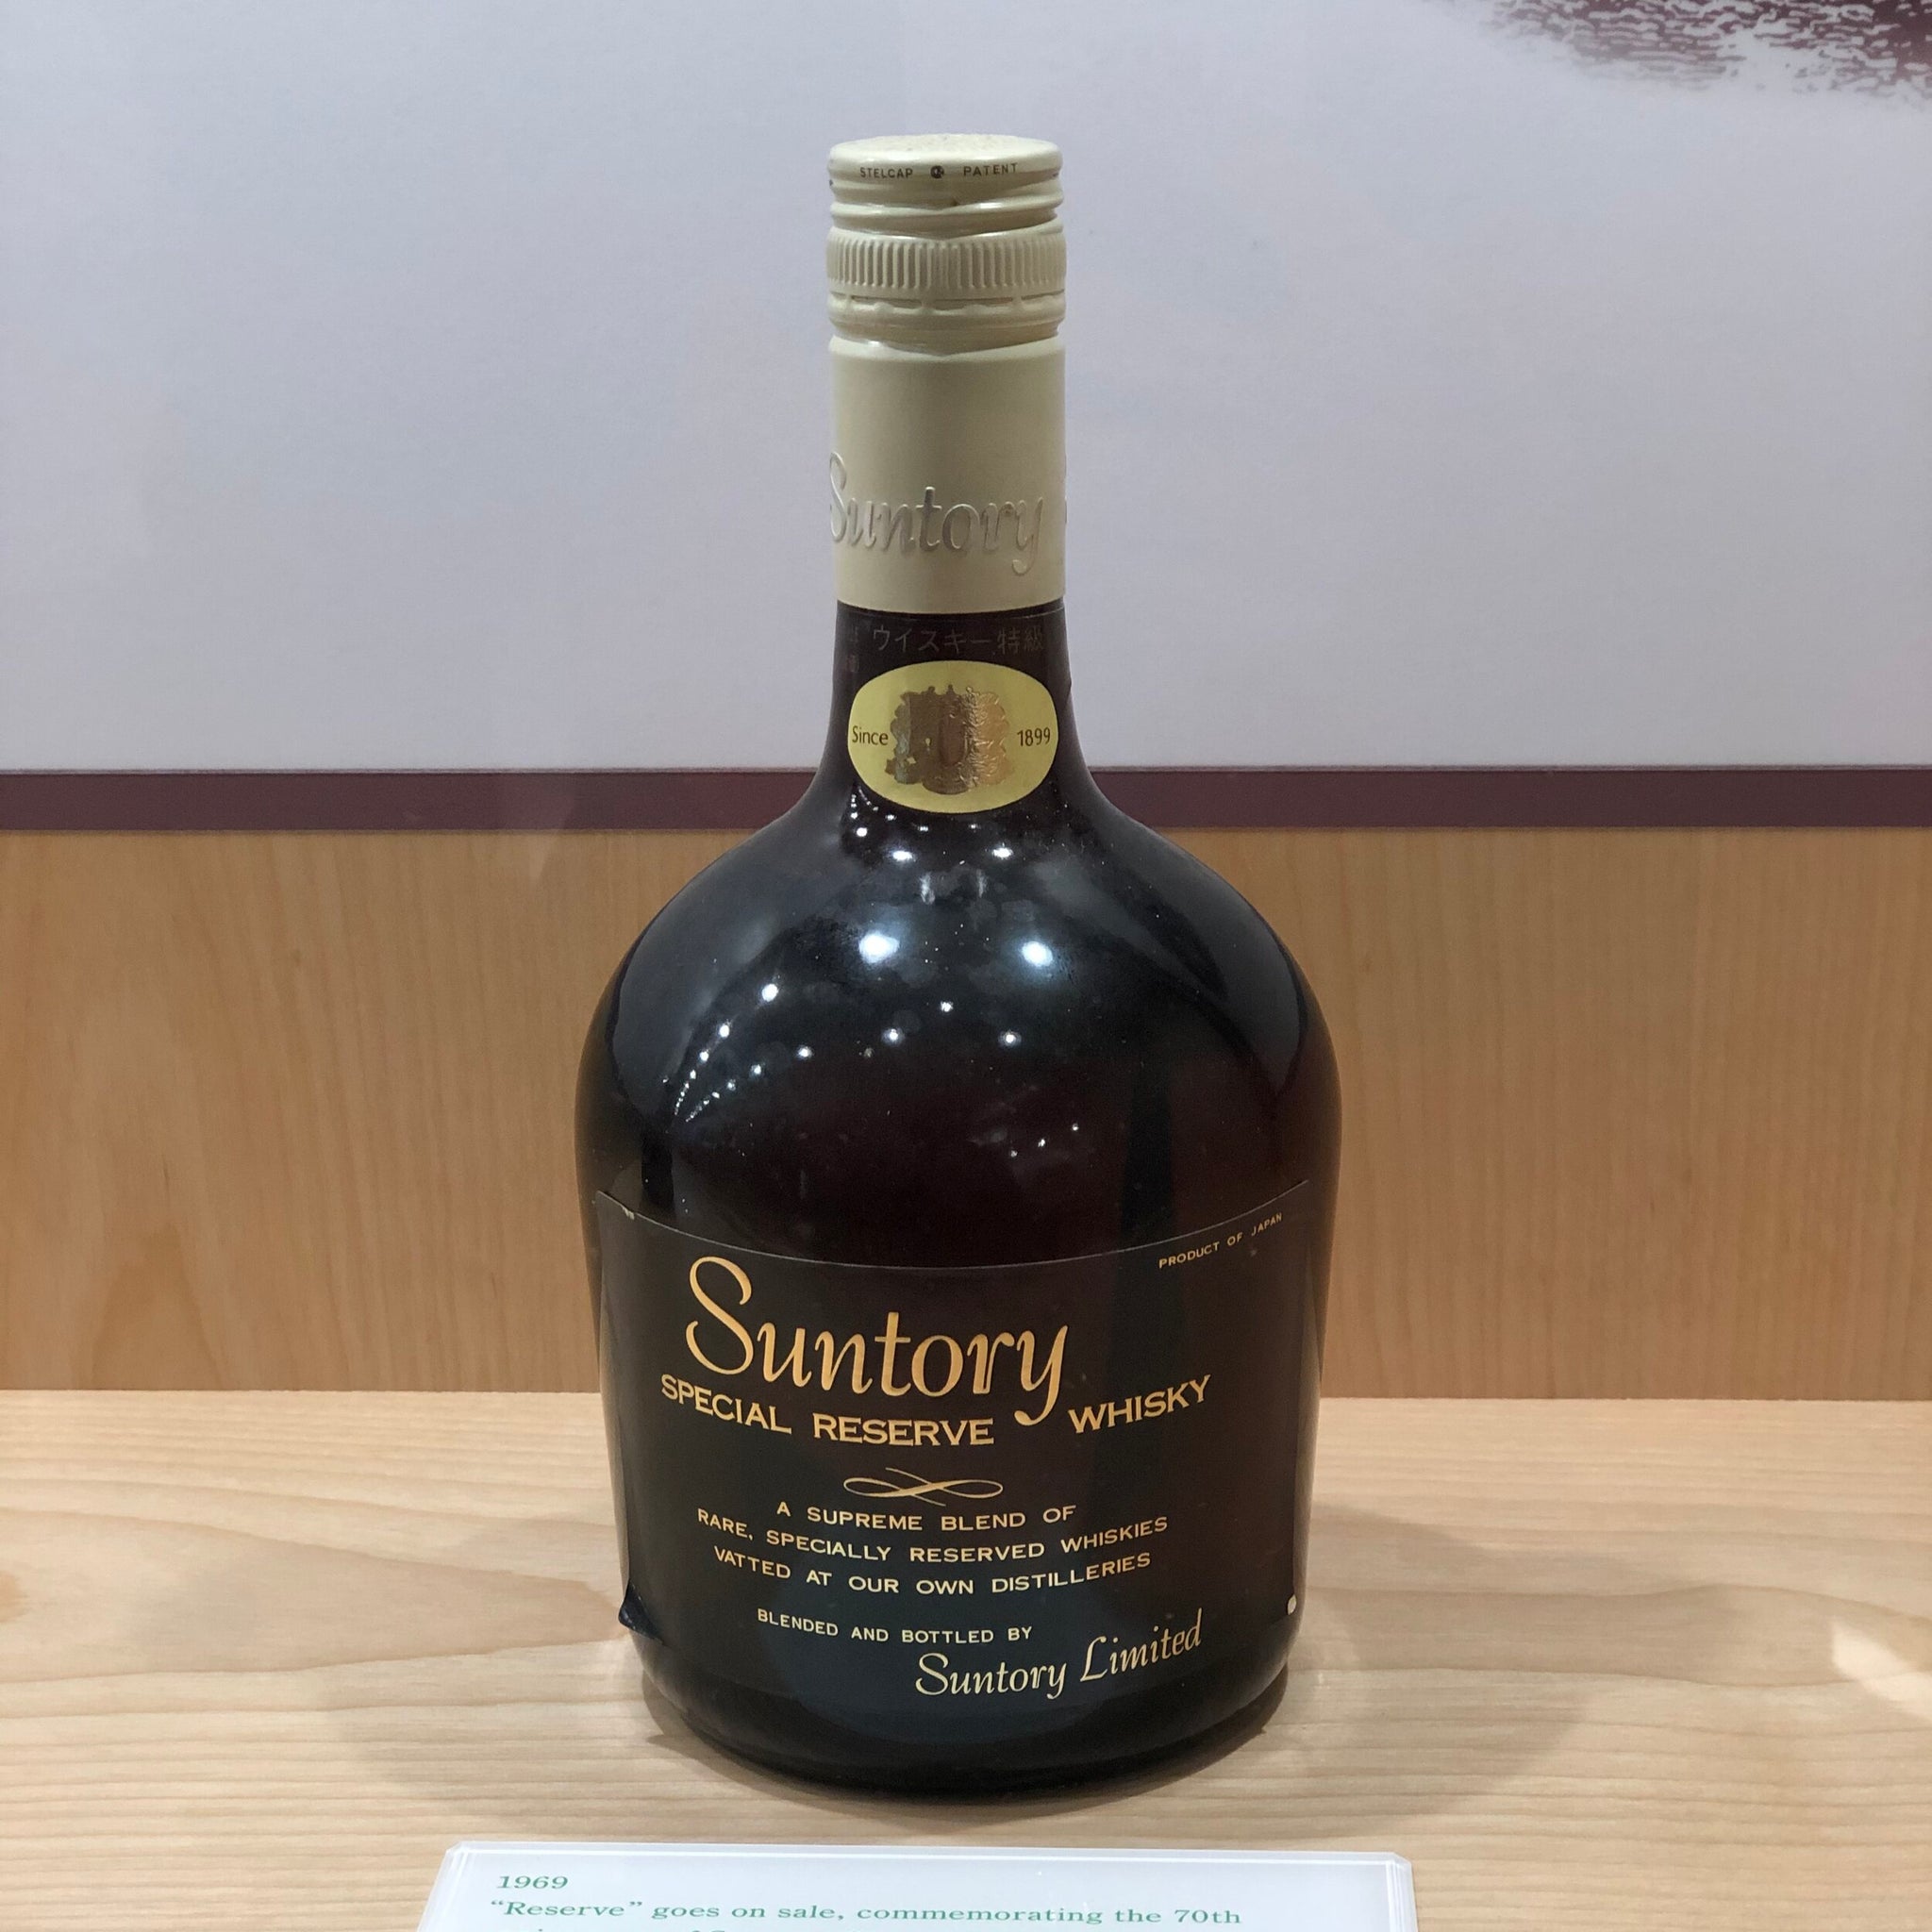 STELCAP PATENT
Suntory
ウイスキー特級
Since 1899
PRODUCT OF JAPAN
Suntory
SPECIAL RESERVE WHISKY
A SUPREME BLEND OF
RARE, SPECIALLY RESERVED WHISKIES
VATTED AT OUR OWN DISTILLERIES
BLENDED AND BOTTLED BY
Suntory Limited
1969
“Reserve” goes on sale, commemorating the 70th